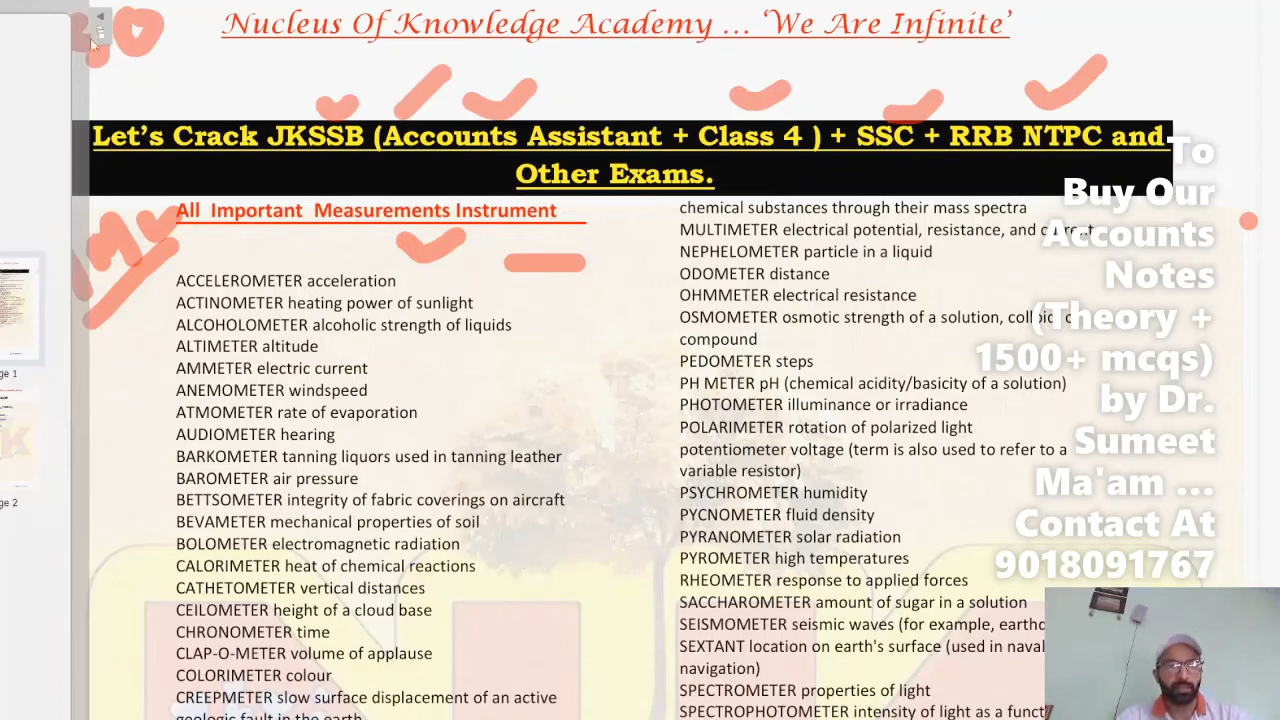 Nucleus Of Knowledge Academy ... ‘We Are Infinite’
Let’s Crack JKSSB (Accounts Assistant + Class 4 ) + SSC + RRB NTPC and
Other Exams.
All Important Measurements Instrument
ACCELEROMETER acceleration
ACTINOMETER heating power of sunlight
ALCOHOLOMETER alcoholic strength of liquids
ALTIMETER altitude
AMMETER electric current
ANEMOMETER windspeed
ATMOMETER rate of evaporation
AUDIOMETER hearing
BARKOMETER tanning liquors used in tanning leather
BAROMETER air pressure
BETTSOMETER integrity of fabric coverings on aircraft
BEVAMETER mechanical properties of soil
BOLOMETER electromagnetic radiation
CALORIMETER heat of chemical reactions
CATHETOMETER vertical distances
CEILOMETER height of a cloud base
CHRONOMETER time
CLAP-O-METER volume of applause
COLORIMETER colour
CREEPMETER slow surface displacement of an active
geologic fault in the earth
chemical substances through their mass spectra
MULTIMETER electrical potential, resistance, and current
NEPHELOMETER particle in a liquid
ODOMETER distance
OHMMETER electrical resistance
OSMOMETER osmotic strength of a solution,
compound
PEDOMETER steps
PH METER pH (chemical acidity/basicity of a solution)
PHOTOMETER illuminance or irradiance
POLARIMETER rotation of polarized light
potentiometer voltage (term is also used to refer to a
variable resistor)
PSYCHROMETER humidity
PYCNOMETER fluid density
PYRANOMETER solar radiation
PYROMETER high temperatures
RHEOMETER response to applied forces
SACCHAROMETER amount of sugar in a solution
SEISMOMETER seismic waves (for example,
SEXTANT location on earth's surface (used in naval
navigation)
SPECTROMETER properties of light
SPECTROPHOTOMETER intensity of light as a
To
Buy Our
Accounts
Notes
(Theory +
1500+ mcqs)
by Dr.
Sumeet
Ma'am ...
Contact At
9018091767
ge 1
ge 2